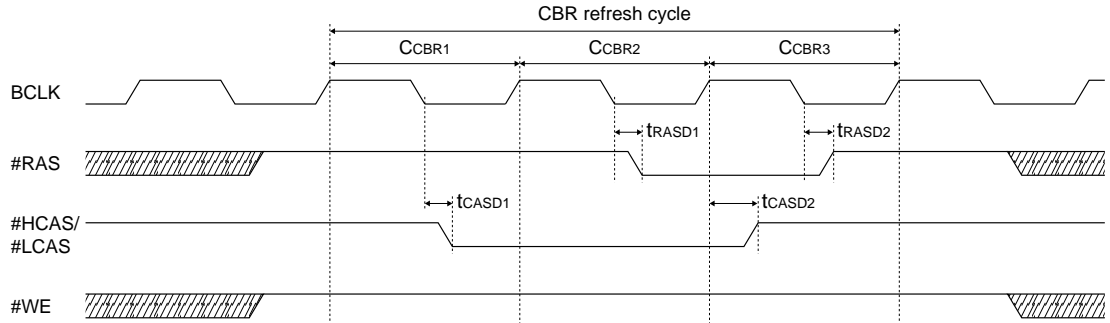 CBR refresh cycle
CCBR1 CCBR2 CCBR3
BCLK
tRASD1 tRASD2
#RAS
tCASD1 tCASD2
#HCAS/
#LCAS
#WE